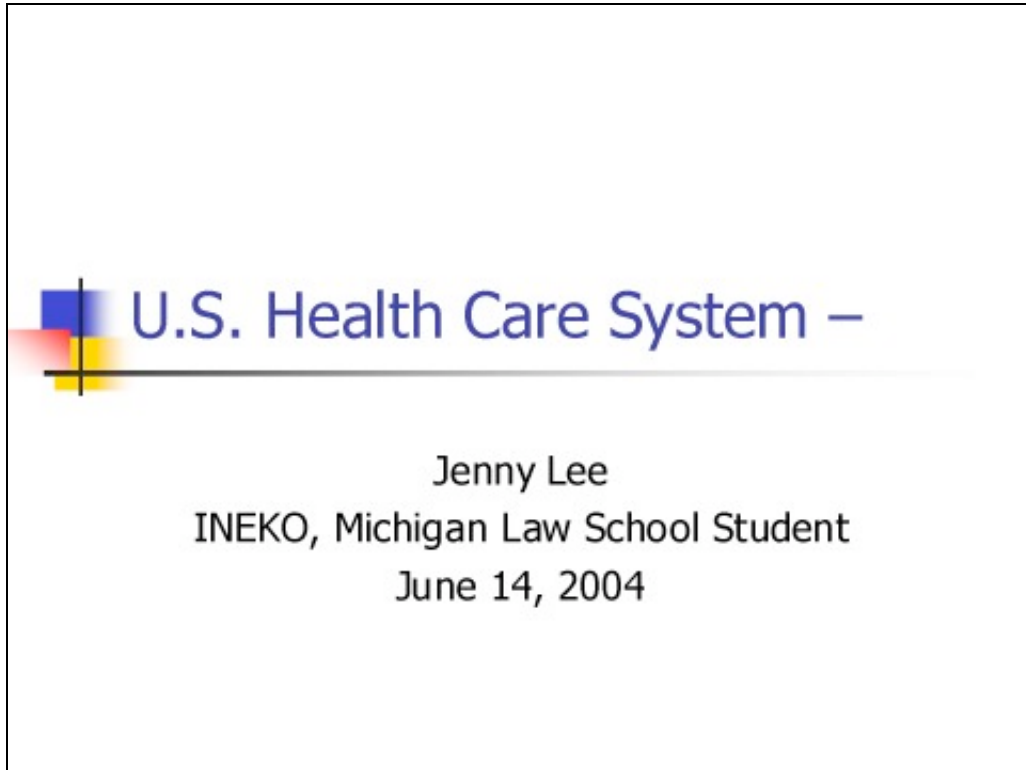 U.S. Health Care System –
Jenny Lee
INEKO, Michigan Law School Student
June 14, 2004